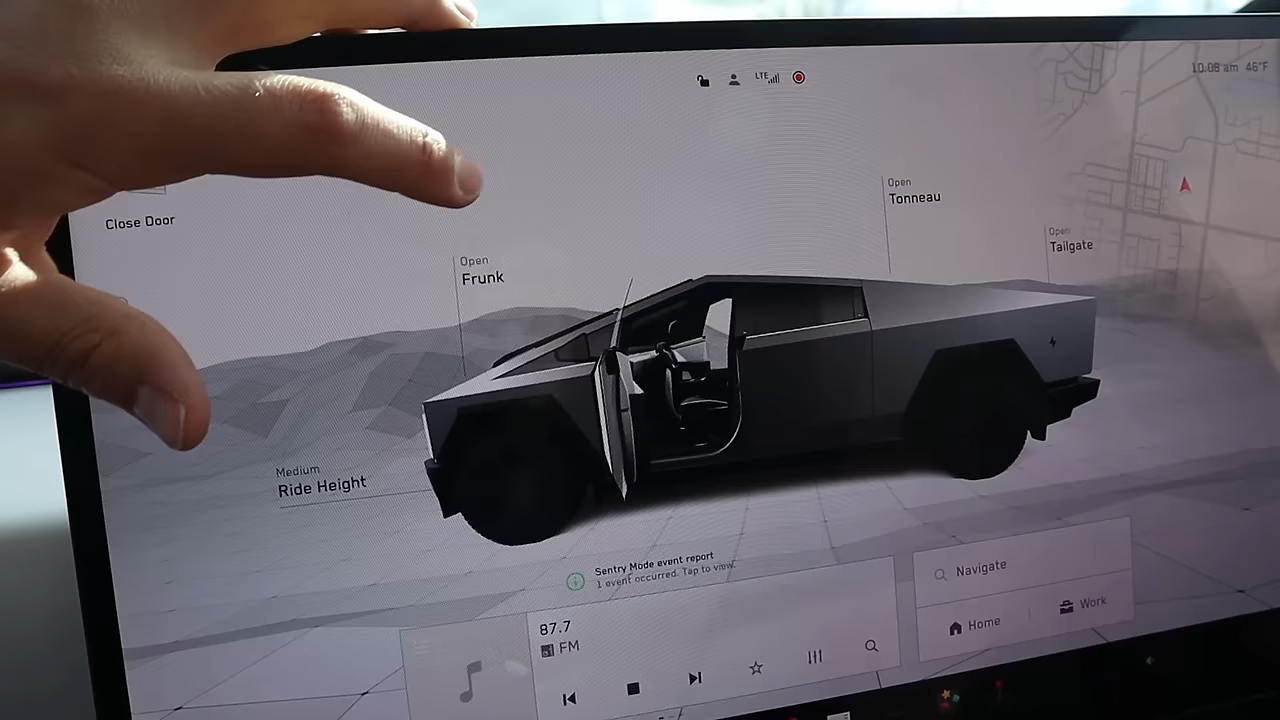 LTE
10:08 am 46°F
Close Door
Open
Tonneau
Open
Tailgate
Open
Frunk
Medium
Ride Height
Sentry Mode event report
1 event occurred. Tap to view.
87.7
FM
Navigate
Home
Work